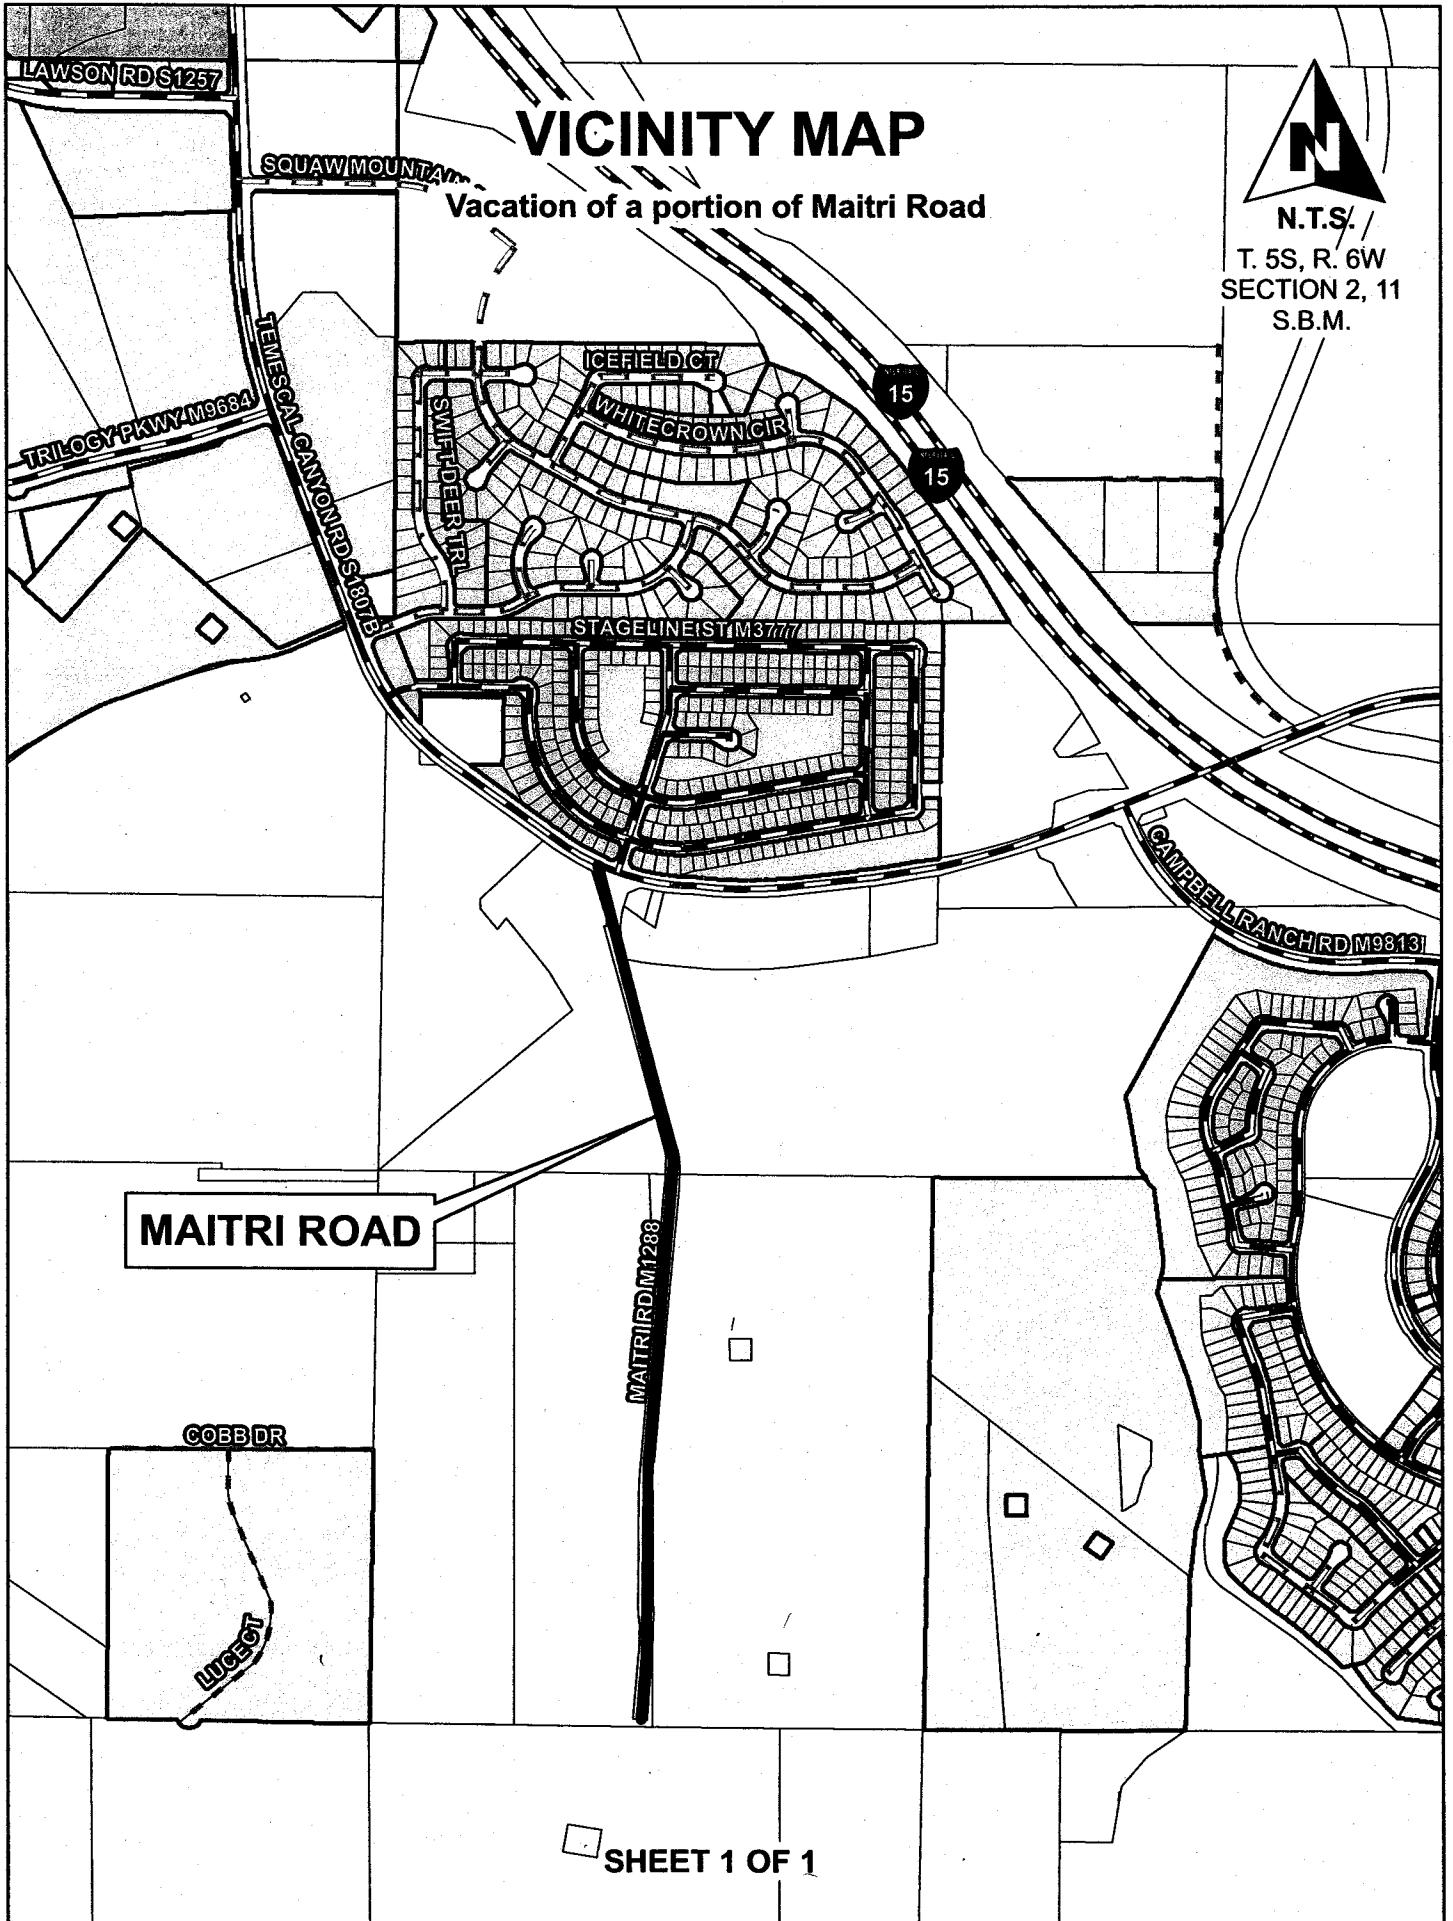 LAWSON RD S1257
VICINITY MAP
SQUAW MOUNTAIN
Vacation of a portion of Maitri Road
N
N.T.S.
T. 5S, R. 6W
SECTION 2, 11
S.B.M.
TEMESCAL CANYON RD S1807B
ICEFIELD CT
15
WHITECROWN CIR
TRILOGY PKWY M9684
SWIFT DEER TRL
15
STAGELINE ST M3777
CAMPBELL RANCH RD M9813
MAITRI ROAD
MAITRI RD M1288
COBB DR
LUCE CT
SHEET 1 OF 1